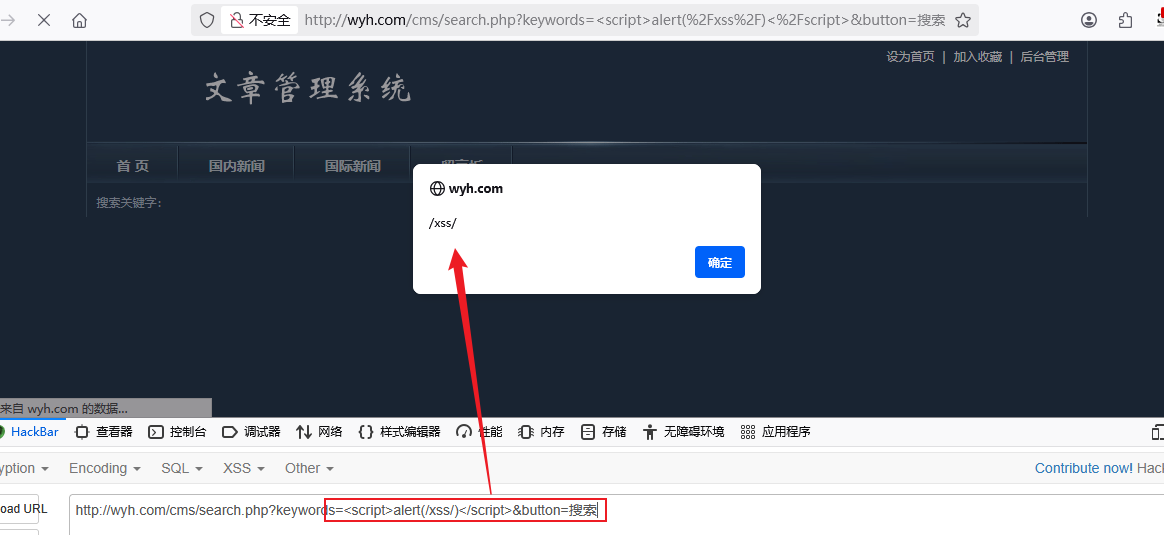 不安全 http://wyh.com/cms/search.php?keywords=<script>alert(%2Fxss%2F)<%2Fscript>&button=搜索
设为首页 | 加入收藏 | 后台管理
文章管理系统
首 页 国内新闻 国际新闻
wyh.com
搜索关键字:
/xss/
确定
来自 wyh.com 的数据...
HackBar 查看器 控制台 调试器 网络 样式编辑器 性能 内存 存储 无障碍环境 应用程序
yption Encoding SQL XSS Other Contribute now! Hack
oad URL http://wyh.com/cms/search.php?keywords=<script>alert(/xss/)</script>&button=搜索